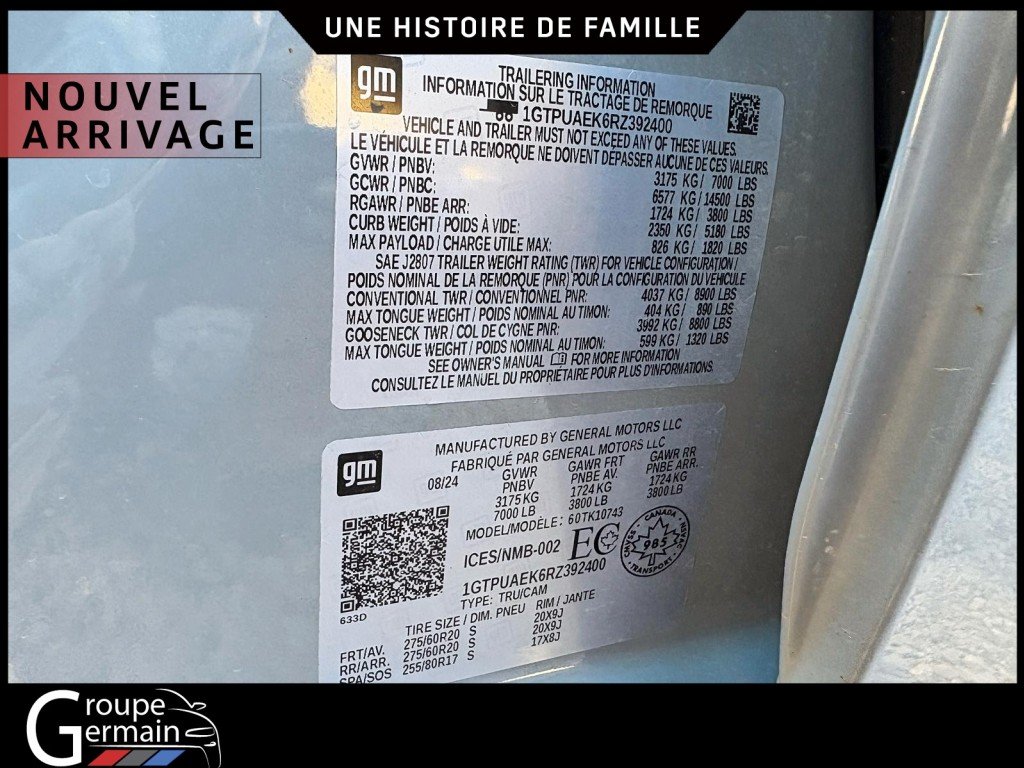 UNE HISTOIRE DE FAMILLE
NOUVEL
ARRIVAGE
gm
TRAILERING INFORMATION
INFORMATION SUR LE TRACTAGE DE REMORQUE
1GTPUAEK6RZ392400
VEHICLE AND TRAILER MUST NOT EXCEED ANY OF THESE VALUES.
LE VÉHICULE ET LA REMORQUE NE DOIVENT DÉPASSER AUCUNE DE CES VALEURS.
GVWR / PNBV: 3175 KG / 7000 LBS
GCWR / PNBC: 6577 KG / 14500 LBS
RGAWR / PNBE ARR: 1724 KG / 3800 LBS
CURB WEIGHT / POIDS À VIDE: 2350 KG / 5180 LBS
MAX PAYLOAD / CHARGE UTILE MAX: 826 KG / 1820 LBS
SAE J2807 TRAILER WEIGHT RATING (TWR) FOR VEHICLE CONFIGURATION /
POIDS NOMINAL DE LA REMORQUE (PNR) POUR LA CONFIGURATION DU VÉHICULE
CONVENTIONAL TWR / CONVENTIONNEL PNR: 4037 KG / 8900 LBS
MAX TONGUE WEIGHT / POIDS NOMINAL AU TIMON: 404 KG / 890 LBS
GOOSENECK TWR / COL DE CYGNE PNR: 3992 KG / 8800 LBS
MAX TONGUE WEIGHT / POIDS NOMINAL AU TIMON: 599 KG / 1320 LBS
SEE OWNER'S MANUAL FOR MORE INFORMATION
CONSULTEZ LE MANUEL DU PROPRIÉTAIRE POUR PLUS D'INFORMATIONS.
gm
MANUFACTURED BY GENERAL MOTORS LLC
FABRIQUÉ PAR GENERAL MOTORS LLC
08/24 GVWR GAWR FRT GAWR RR
PNBV PNBE AV. PNBE ARR.
3175 KG 1724 KG 1724 KG
7000 LB 3800 LB 3800 LB
MODEL/MODÈLE: 60TK10743
ICES/NMB-002 EC
CANADA
985
TRANSPORT
1GTPUAEK6RZ392400
TYPE: TRU/CAM
633D
TIRE SIZE / DIM. PNEU RIM / JANTE
FRT/AV. 275/60R20 S 20X9J
RR/ARR. 275/60R20 S 20X9J
SPA/SOS 255/80R17 S 17X8J
Groupe
Germain